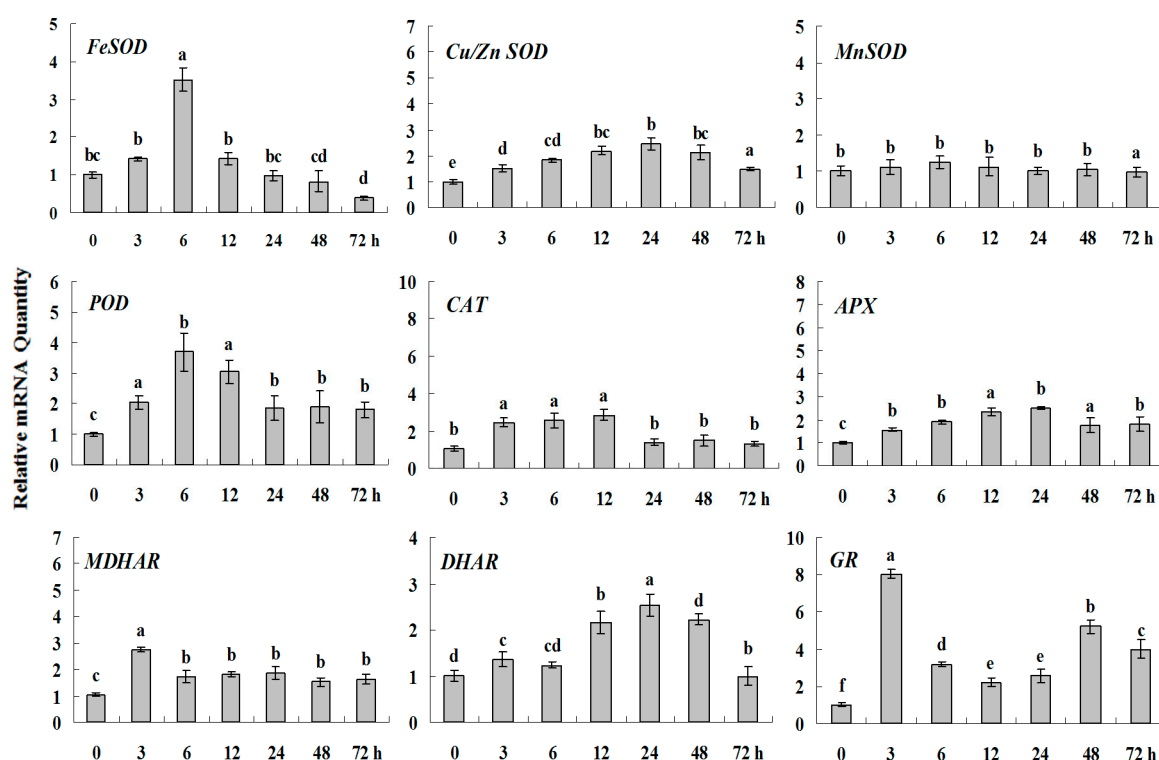 Relative mRNA Quantity
FeSOD
5
4
3
2
1
0
bc b a b bc cd d
0 3 6 12 24 48 72 h
Cu/Zn SOD
7
6
5
4
3
2
1
0
e d cd bc b bc a
0 3 6 12 24 48 72 h
MnSOD
5
4
3
2
1
0
b b b b b b a
0 3 6 12 24 48 72 h
POD
6
5
4
3
2
1
0
c a b a b b b
0 3 6 12 24 48 72 h
CAT
10
8
6
4
2
0
b a a a b b b
0 3 6 12 24 48 72 h
APX
8
7
6
5
4
3
2
1
0
c b b a b a b
0 3 6 12 24 48 72 h
MDHAR
7
6
5
4
3
2
1
0
c a b b b b b
0 3 6 12 24 48 72 h
DHAR
4
3
2
1
0
d c cd b a d b
0 3 6 12 24 48 72 h
GR
10
8
6
4
2
0
f a d e e b c
0 3 6 12 24 48 72 h